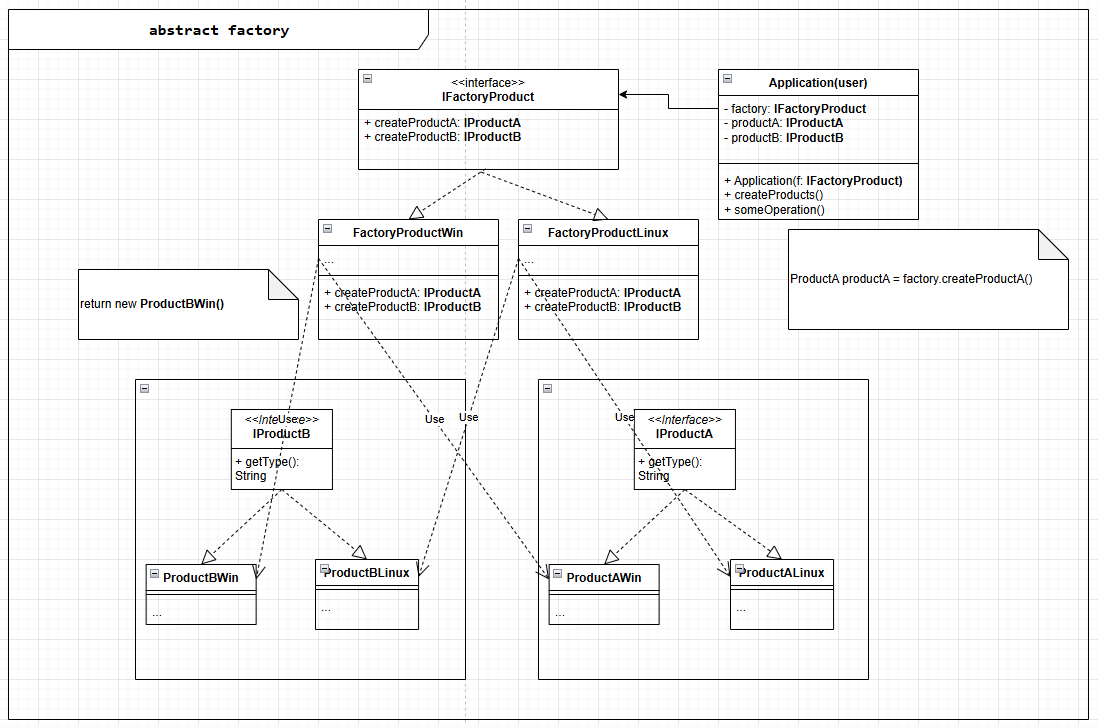 abstract factory
<<interface>>
IFactoryProduct
+ createProductA: IProductA
+ createProductB: IProductB
Application(user)
- factory: IFactoryProduct
- productA: IProductA
- productB: IProductB
+ Application(f: IFactoryProduct)
+ createProducts()
+ someOperation()
FactoryProductWin
...
+ createProductA: IProductA
+ createProductB: IProductB
FactoryProductLinux
...
+ createProductA: IProductA
+ createProductB: IProductB
ProductA productA = factory.createProductA()
return new ProductBWin()
<<Interface>>
IProductB
+ getType():
String
Use
Use
Use
Use
<<Interface>>
IProductA
+ getType():
String
ProductBWin
...
ProductBLinux
...
ProductAWin
...
ProductALinux
...